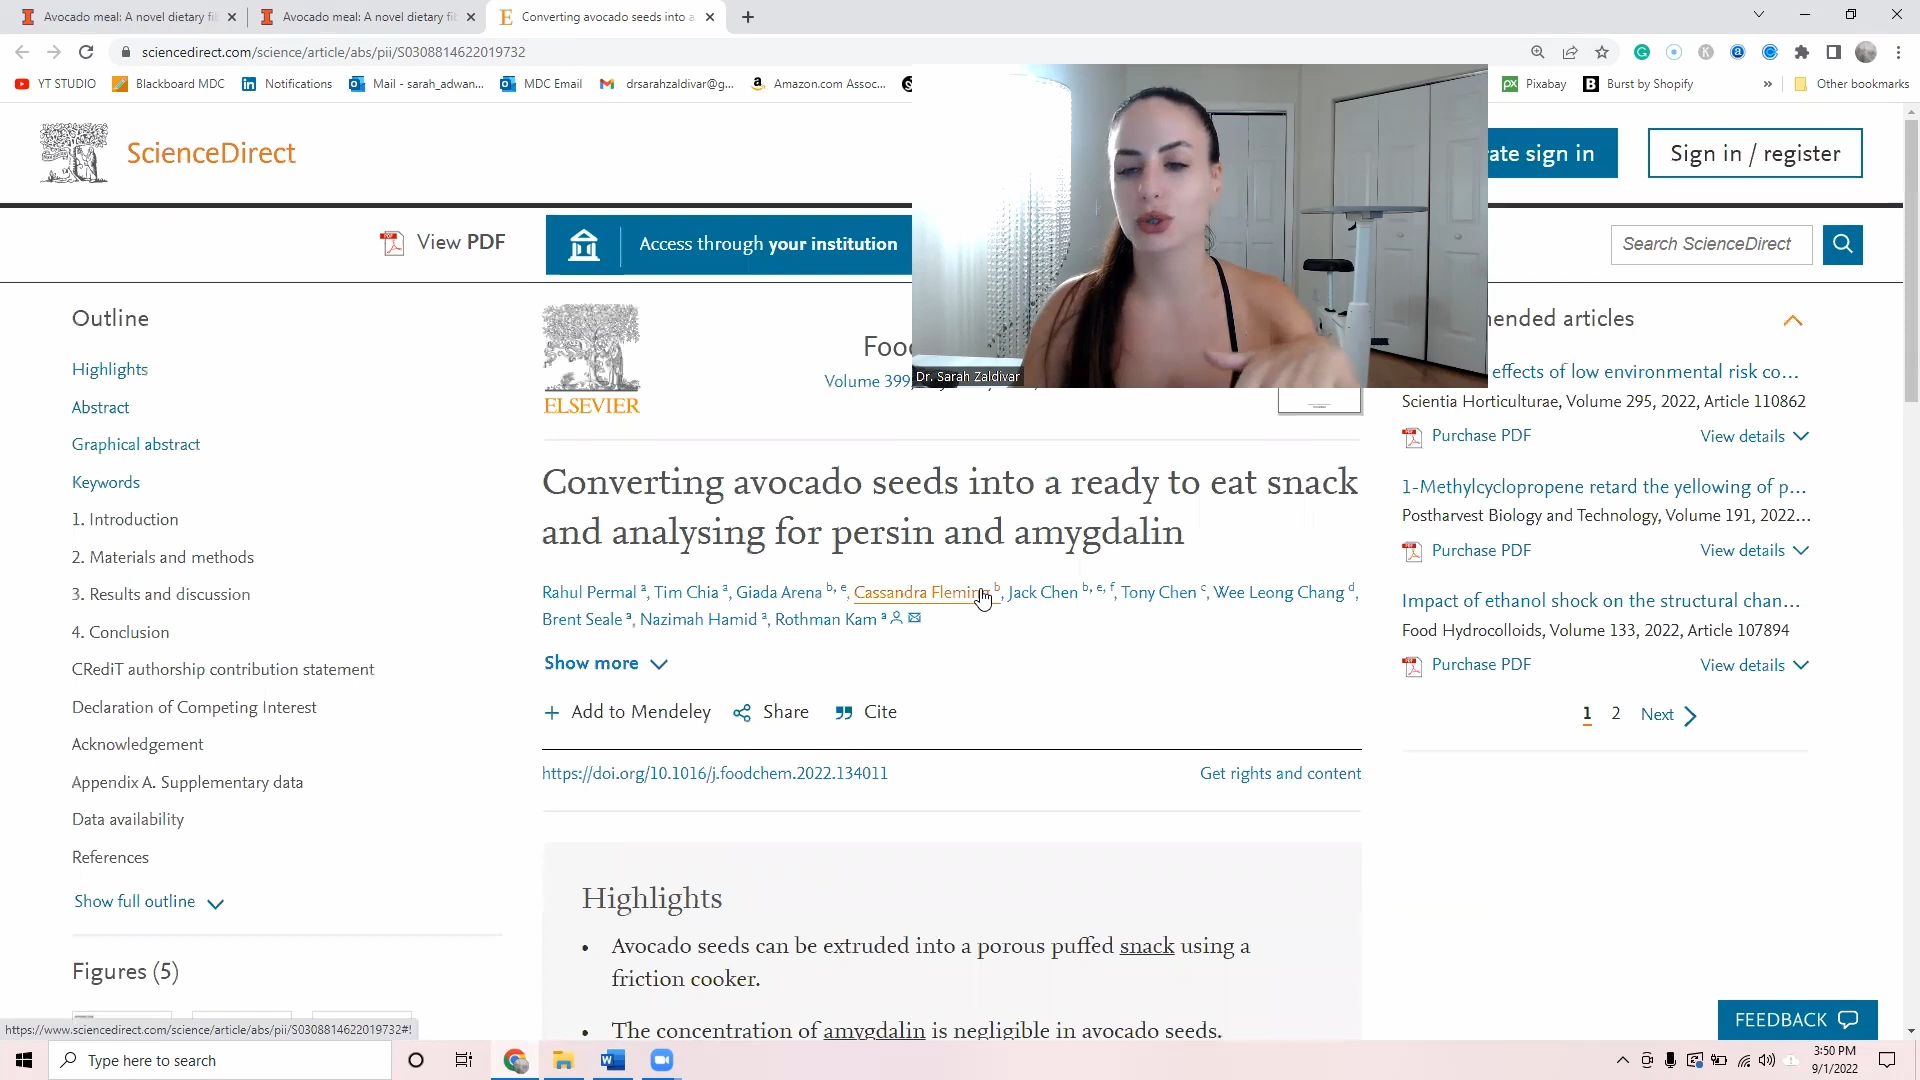 Avocado meal: A novel dietary fi
Avocado meal: A novel dietary fib
Converting avocado seeds into a
sciencedirect.com/science/article/abs/pii/S0308814622019732
YT STUDIO
Blackboard MDC
Notifications
Mail - sarah_adwan...
MDC Email
drsarahzaldivar@g...
Amazon.com Assoc...
Pixabay
Burst by Shopify
Other bookmarks
ScienceDirect
ate sign in
Sign in / register
View PDF
Access through your institution
Search ScienceDirect
Outline
Highlights
Abstract
Graphical abstract
Keywords
1. Introduction
2. Materials and methods
3. Results and discussion
4. Conclusion
CRediT authorship contribution statement
Declaration of Competing Interest
Acknowledgement
Appendix A. Supplementary data
Data availability
References
Show full outline
Figures (5)
https://www.sciencedirect.com/science/article/abs/pii/S0308814622019732#!
ELSEVIER
Foo
Volume 399,
Dr. Sarah Zaldivar
Converting avocado seeds into a ready to eat snack
and analysing for persin and amygdalin
Rahul Permal a, Tim Chia a, Giada Arena b, e, Cassandra Fleming b, Jack Chen b, e, f, Tony Chen c, Wee Leong Chang d,
Brent Seale a, Nazimah Hamid a, Rothman Kam a
Show more
Add to Mendeley Share Cite
https://doi.org/10.1016/j.foodchem.2022.134011
Get rights and content
Highlights
• Avocado seeds can be extruded into a porous puffed snack using a
friction cooker.
• The concentration of amygdalin is negligible in avocado seeds.
ended articles
effects of low environmental risk co...
Scientia Horticulturae, Volume 295, 2022, Article 110862
Purchase PDF View details
1-Methylcyclopropene retard the yellowing of p...
Postharvest Biology and Technology, Volume 191, 2022...
Purchase PDF View details
Impact of ethanol shock on the structural chan...
Food Hydrocolloids, Volume 133, 2022, Article 107894
Purchase PDF View details
1 2 Next
FEEDBACK
Type here to search
3:50 PM
9/1/2022